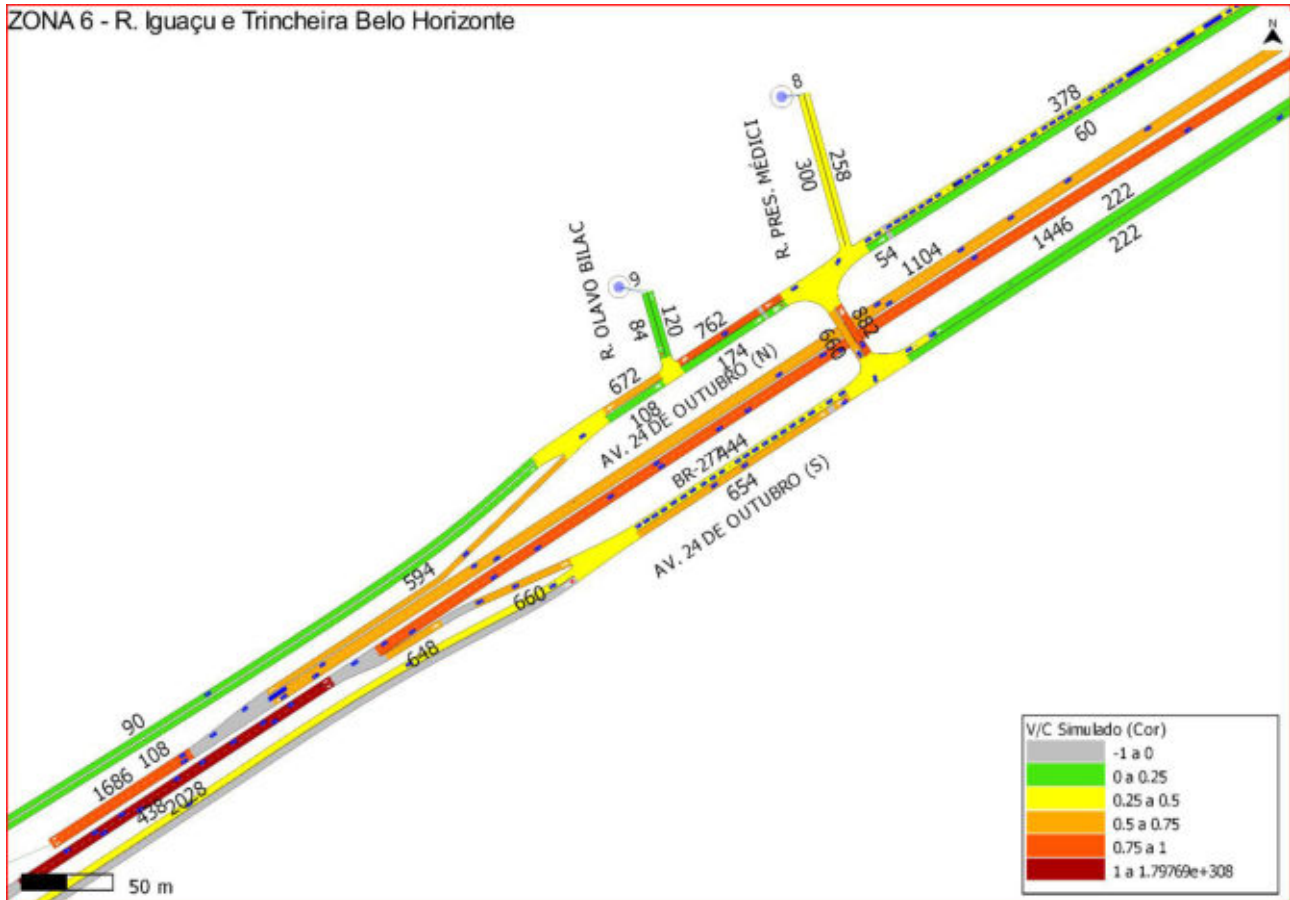 ZONA 6 - R. Iguaçu e Trincheira Belo Horizonte
N
8
378
60
R. PRES. MÉDICI
258
300
222
1446
222
54
1104
R. OLAVO BILAC
9
120
84
762
174
882
660
672
108
AV. 24 DE OUTUBRO (N)
BR-277
444
654
AV. 24 DE OUTUBRO (S)
594
660
648
90
108
1686
438
2028
50 m
V/C Simulado (Cor)
-1 a 0
0 a 0.25
0.25 a 0.5
0.5 a 0.75
0.75 a 1
1 a 1.79769e+308